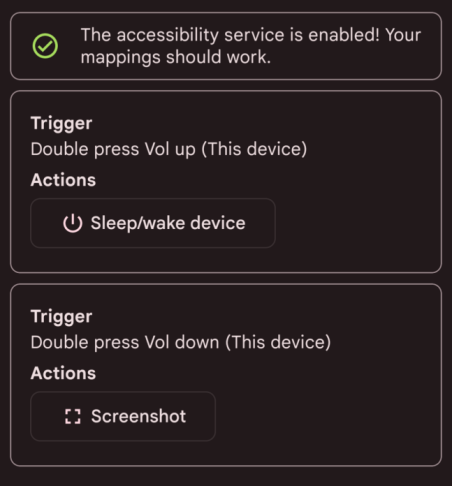 The accessibility service is enabled! Your
mappings should work.
Trigger
Double press Vol up (This device)
Actions
Sleep/wake device
Trigger
Double press Vol down (This device)
Actions
Screenshot